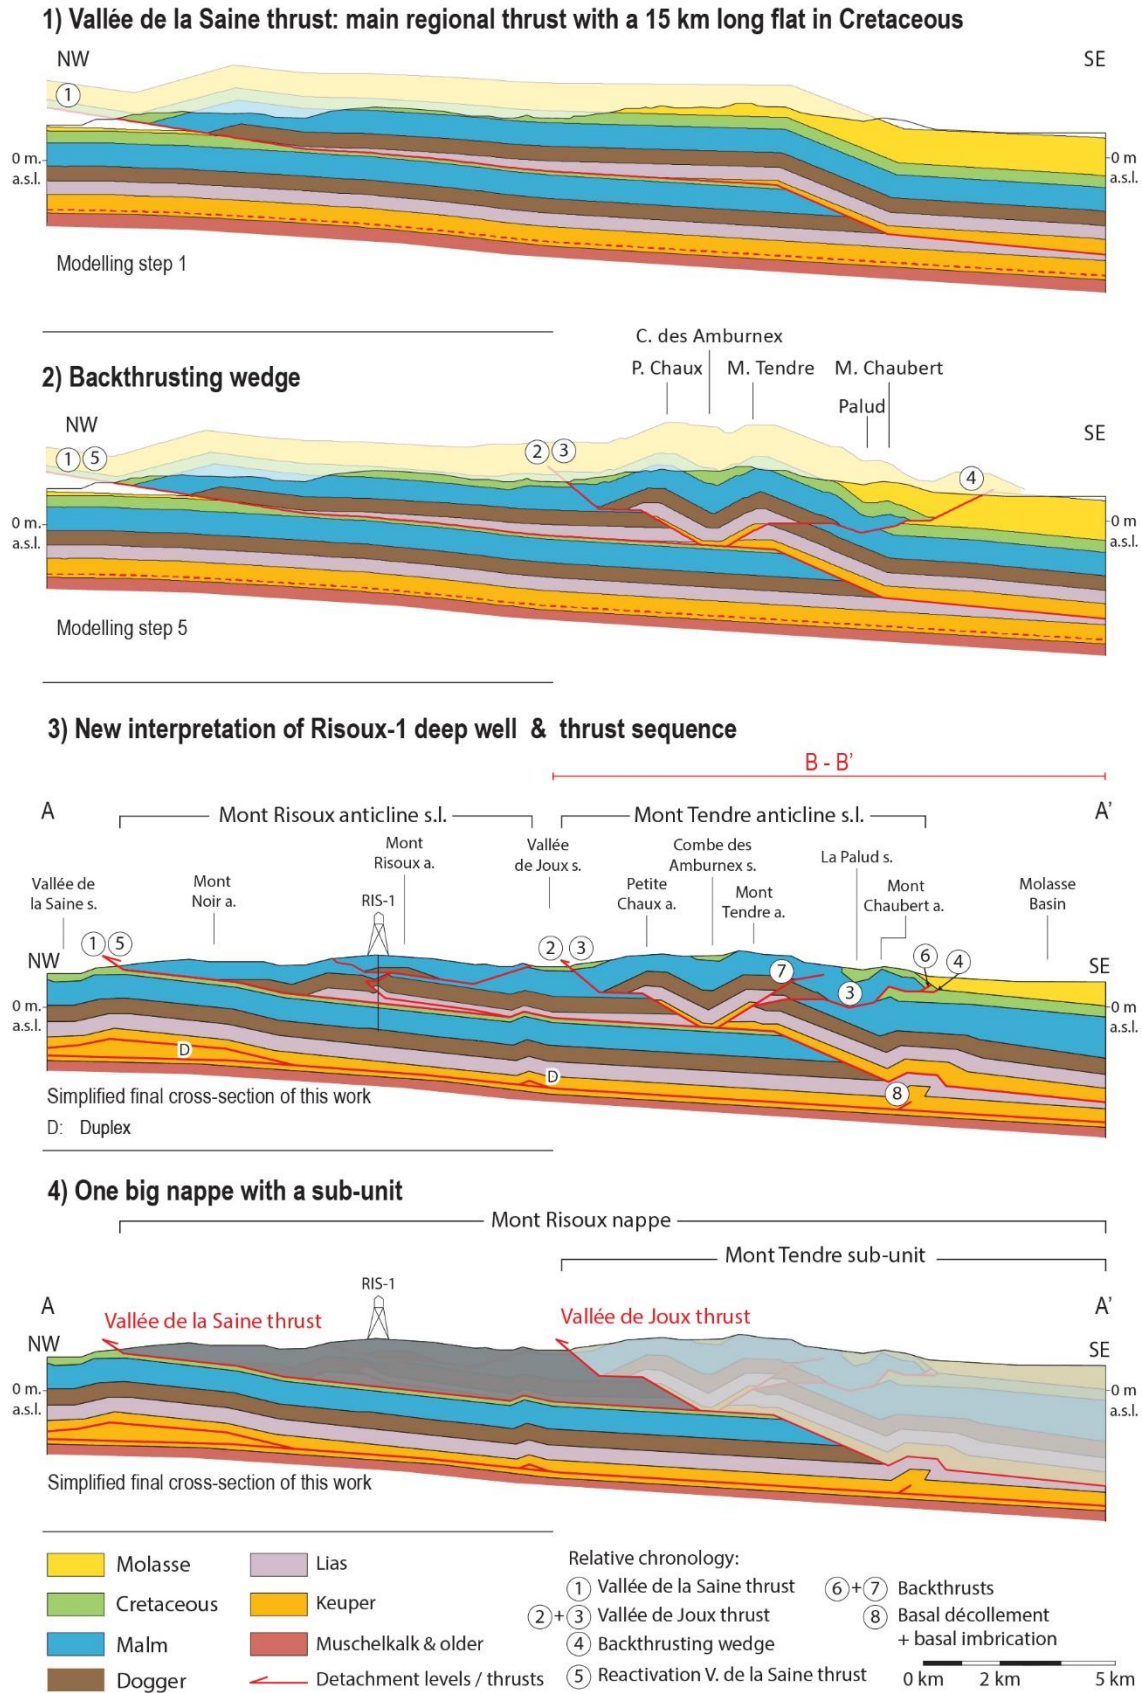 1) Vallée de la Saine thrust: main regional thrust with a 15 km long flat in Cretaceous
NW
SE
1
0 m.
a.s.l.
0 m
a.s.l.
Modelling step 1
2) Backthrusting wedge
C. des Amburnex
P. Chaux
M. Tendre
M. Chaubert
Palud
NW
SE
1 5
2 3
4
0 m
a.s.l.
0 m
a.s.l.
Modelling step 5
3) New interpretation of Risoux-1 deep well & thrust sequence
B - B'
A
A'
Mont Risoux anticline s.l.
Mont Tendre anticline s.l.
Vallée de
la Saine s.
Mont
Noir a.
RIS-1
Mont
Risoux a.
Vallée
de Joux s.
Petite
Chaux a.
Combe des
Amburnex s.
Mont
Tendre a.
La Palud s.
Mont
Chaubert a.
Molasse
Basin
NW
1 5
2 3
7
3
6
4
SE
0 m
a.s.l.
0 m
a.s.l.
D
D
8
Simplified final cross-section of this work
D: Duplex
4) One big nappe with a sub-unit
Mont Risoux nappe
Mont Tendre sub-unit
A
RIS-1
A'
Vallée de la Saine thrust
Vallée de Joux thrust
NW
SE
0 m.
a.s.l.
0 m
a.s.l.
Simplified final cross-section of this work
Molasse
Cretaceous
Malm
Dogger
Lias
Keuper
Muschelkalk & older
Detachment levels / thrusts
Relative chronology:
1 Vallée de la Saine thrust
2+3 Vallée de Joux thrust
4 Backthrusting wedge
5 Reactivation V. de la Saine thrust
6+7 Backthrusts
8 Basal décollement
+ basal imbrication
0 km 2 km 5 km